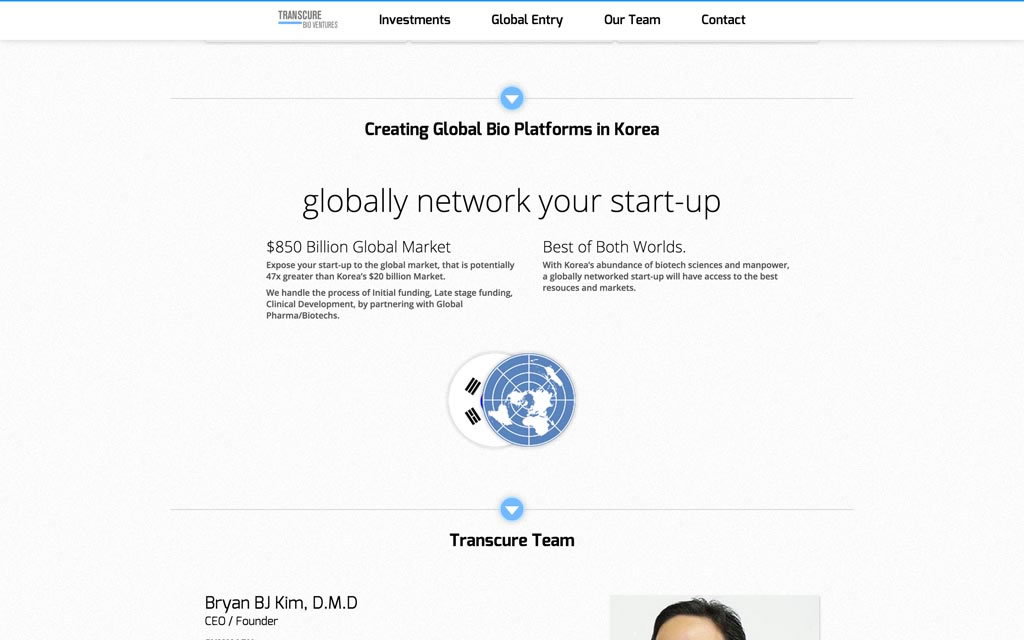 TRANSCURE
BIO VENTURES
Investments
Global Entry
Our Team
Contact
Creating Global Bio Platforms in Korea
globally network your start-up
$850 Billion Global Market
Expose your start-up to the global market, that is potentially
47x greater than Korea's $20 billion Market.
We handle the process of Initial funding, Late stage funding,
Clinical Development, by partnering with Global
Pharma/Biotechs.
Best of Both Worlds.
With Korea's abundance of biotech sciences and manpower,
a globally networked start-up will have access to the best
resouces and markets.
Transcure Team
Bryan BJ Kim, D.M.D
CEO / Founder